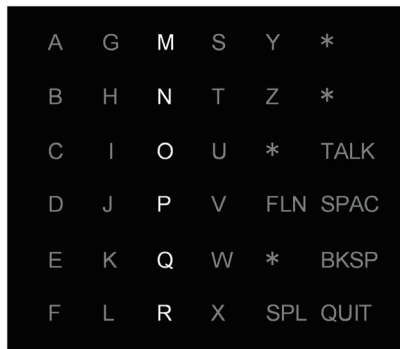 A G M S Y *
B H N T Z *
C I O U * TALK
D J P V FLN SPAC
E K Q W * BKSP
F L R X SPL QUIT